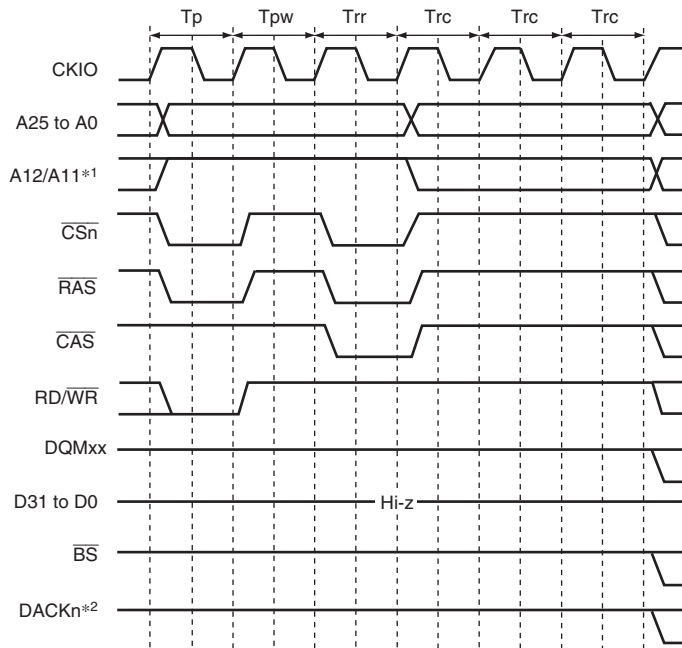 Tp Tpw Trr Trc Trc Trc
CKIO
A25 to A0
A12/A11*1
CSn
RAS
CAS
RD/WR
DQMxx
D31 to D0 Hi-z
BS
DACKn*2